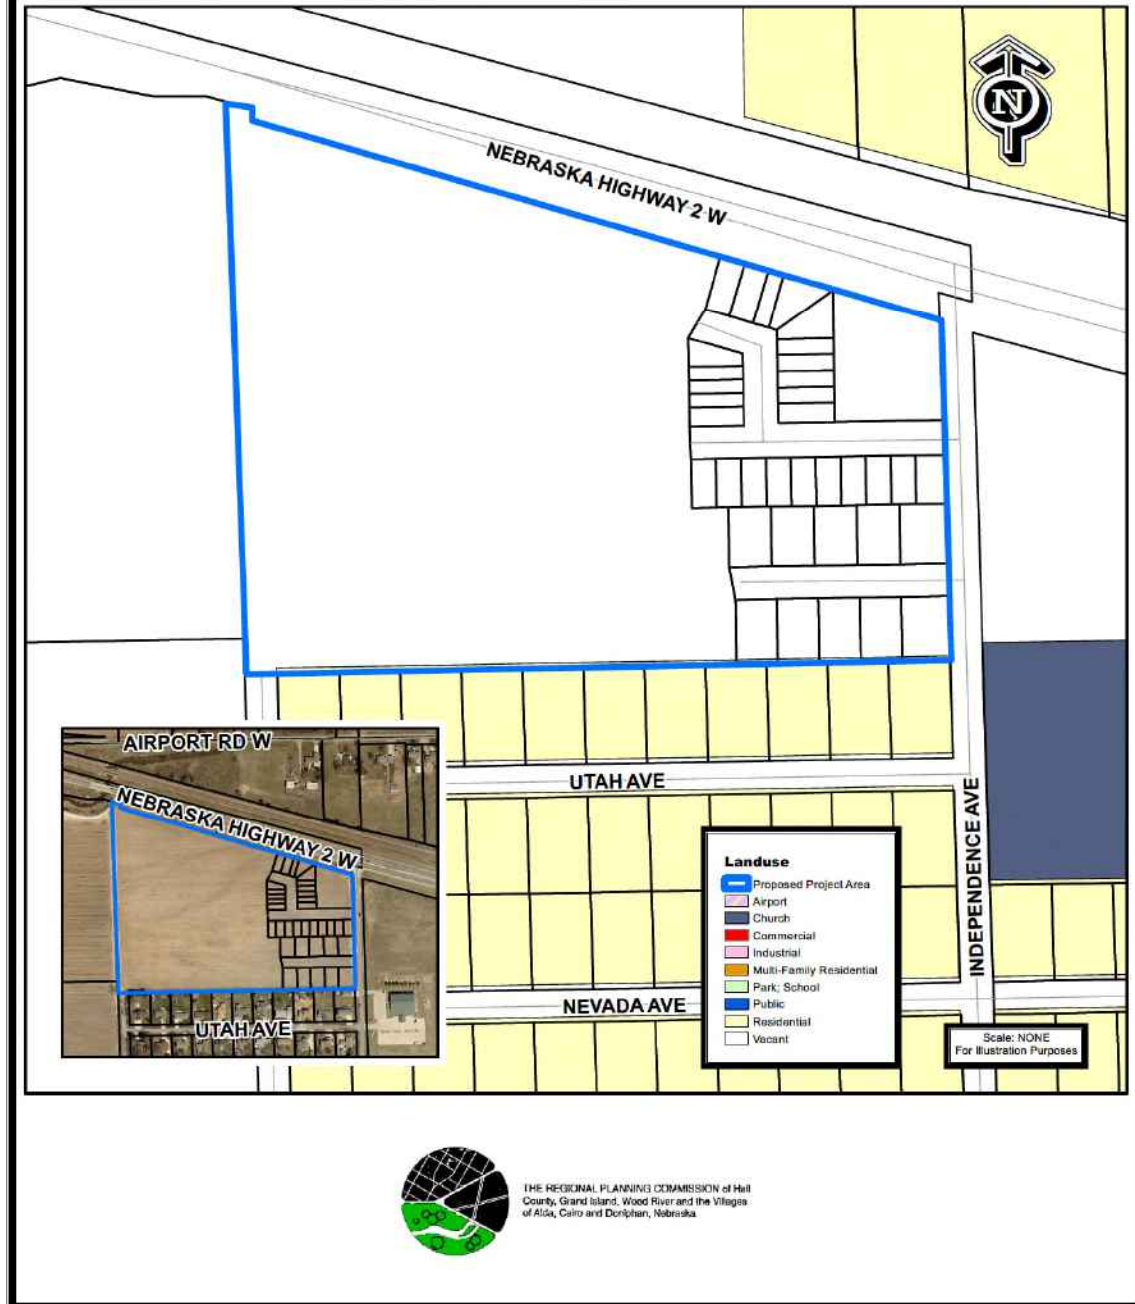 NEBRASKA HIGHWAY 2 W
N
AIRPORT RD W
NEBRASKA HIGHWAY 2 W
UTAH AVE
UTAH AVE
INDEPENDENCE AVE
NEVADA AVE
Landuse
Proposed Project Area
Airport
Church
Commercial
Industrial
Multi-Family Residential
Park; School
Public
Residential
Vacant
Scale: NONE
For Illustration Purposes
THE REGIONAL PLANNING COMMISSION of Hall
County, Grand Island, Wood River and the Villages
of Alda, Cairo and Doniphan, Nebraska